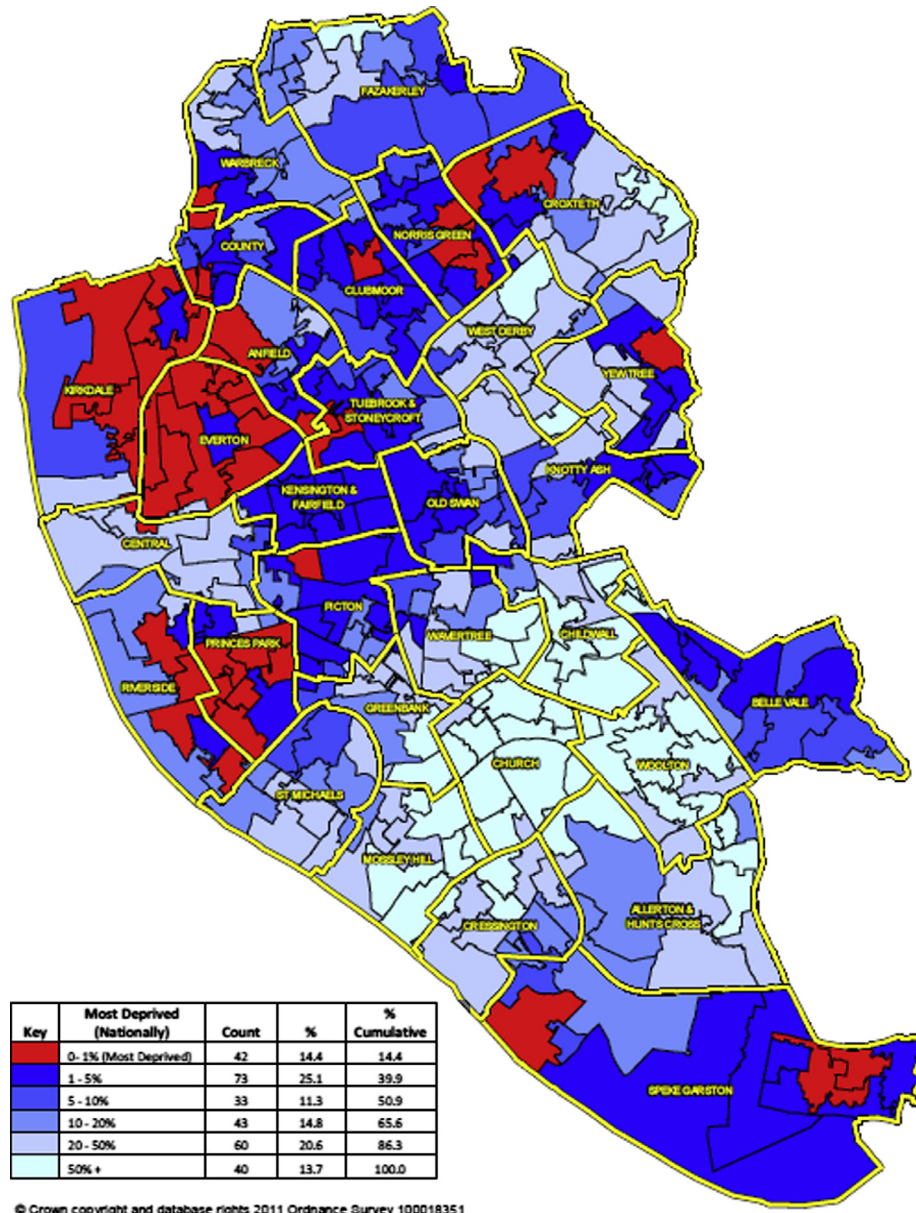 FAZAKERLEY
WARBRECK
CROXTETH
NORRIS GREEN
COUNTY
CLUBMOOR
WEST DERBY
ANFIELD
YEW TREE
KIRKDALE
TUEBROOK &
STONEYCROFT
EVERTON
KNOTTY ASH
KENSINGTON &
FAIRFIELD
OLD SWAN
CENTRAL
PICTON
WAVERTREE
CHILDWALL
PRINCES PARK
RIVERSIDE
GREENBANK
BELLE VALE
CHURCH
WOOLTON
ST MICHAELS
MOSSLEY HILL
ALLERTON &
HUNTS CROSS
CRESSINGTON
SPEKE GARSTON
Key Most Deprived (Nationally) Count % % Cumulative
0- 1% (Most Deprived) 42 14.4 14.4
1 - 5% 73 25.1 39.9
5 - 10% 33 11.3 50.9
10 - 20% 43 14.8 65.6
20 - 50% 60 20.6 86.3
50% + 40 13.7 100.0
© Crown copyright and database rights 2011 Ordnance Survey 100018351